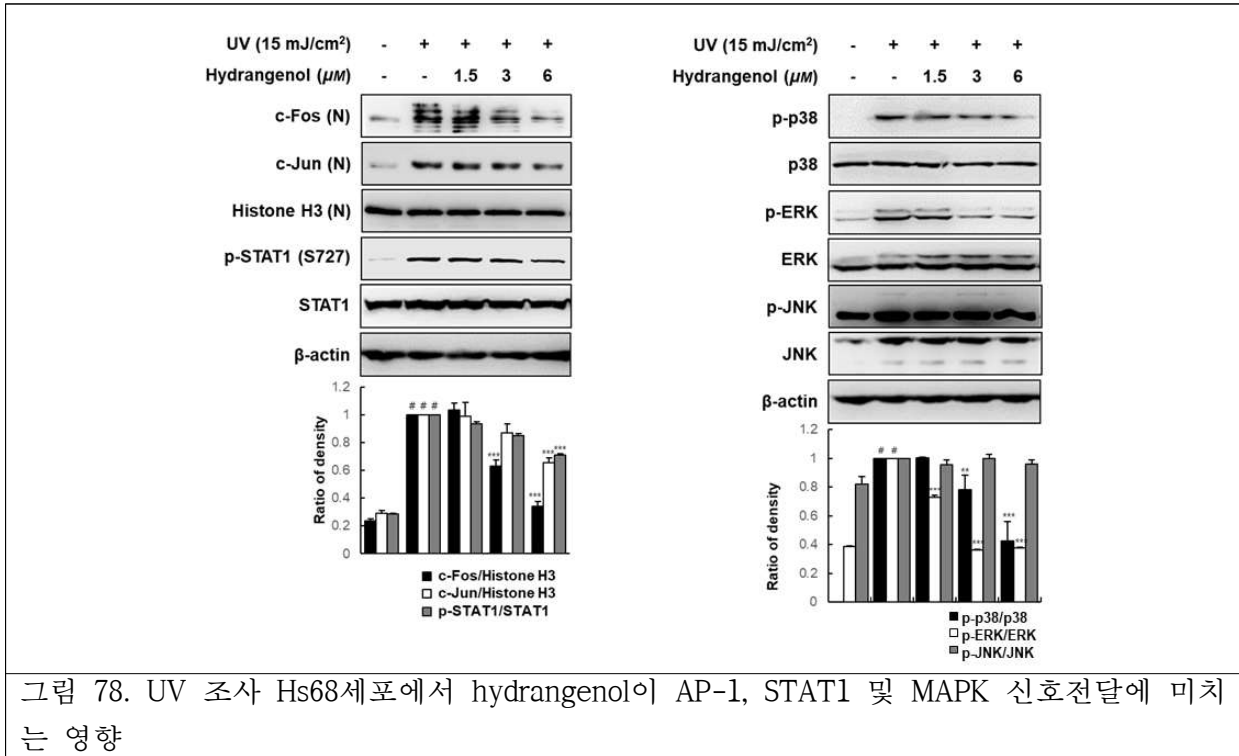 UV (15 mJ/cm²) - + + + +
Hydrangenol (μM) - - 1.5 3 6
c-Fos (N)
c-Jun (N)
Histone H3 (N)
p-STAT1 (S727)
STAT1
β-actin
1.2
1
0.8
0.6
0.4
0.2
0
Ratio of density
# # #
***
***
*** ***
c-Fos/Histone H3
c-Jun/Histone H3
p-STAT1/STAT1
UV (15 mJ/cm²) - + + + +
Hydrangenol (μM) - - 1.5 3 6
p-p38
p38
p-ERK
ERK
p-JNK
JNK
β-actin
1.2
1
0.8
0.6
0.4
0.2
0
Ratio of density
# #
***
**
***
***
***
p-p38/p38
p-ERK/ERK
p-JNK/JNK
그림 78. UV 조사 Hs68세포에서 hydrangenol이 AP-1, STAT1 및 MAPK 신호전달에 미치
는 영향